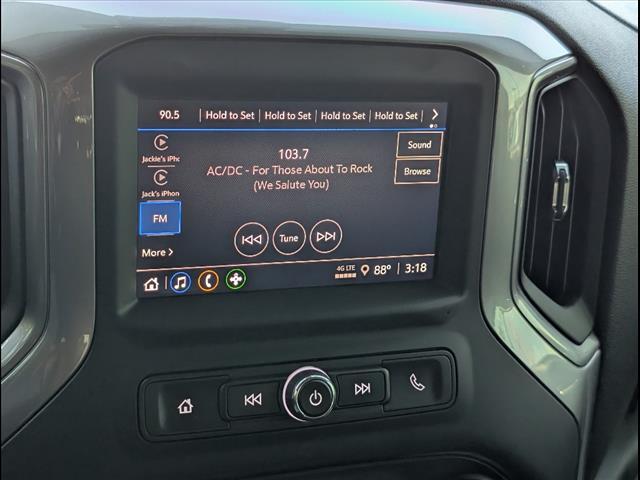 90.5 Hold to Set Hold to Set Hold to Set Hold to Set
Jackie's iPho
Jack's iPhon
FM
More
103.7
AC/DC - For Those About To Rock
(We Salute You)
Sound
Browse
Tune
4G LTE 88° 3:18